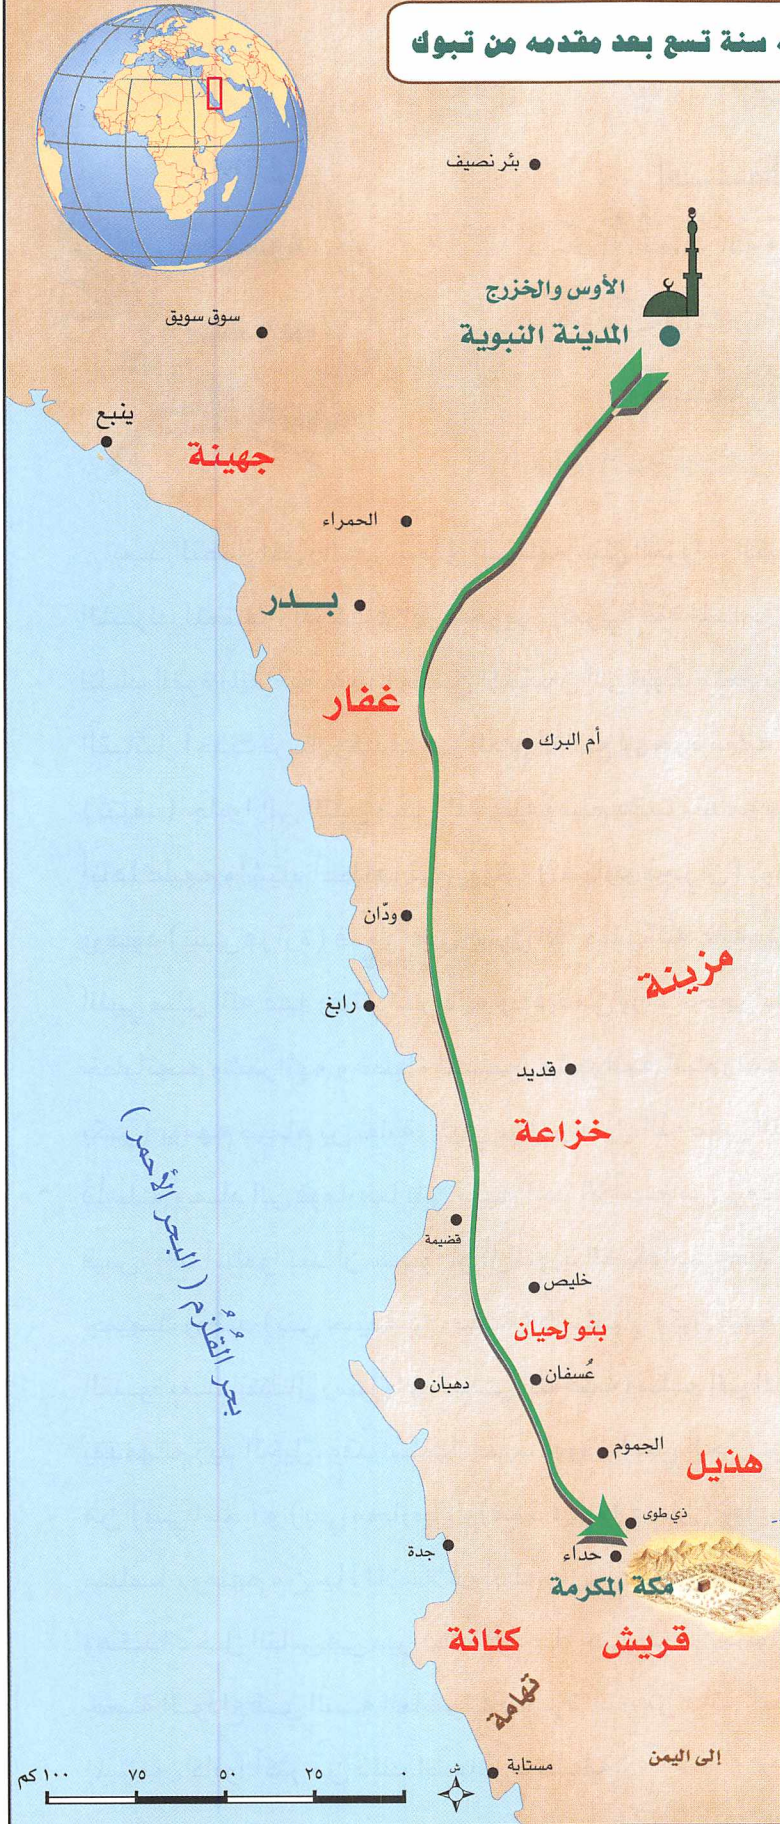 سنة تسع بعد مقدمه من تبوك
بئر نصيف
الأوس والخزرج
المدينة النبوية
سوق سويق
ينبع
جهينة
الحمراء
بـــدر
غفار
أم البرك
ودّان
مزينة
رابغ
قديد
خزاعة
بحر القُلْزُم ( البحر الأحمر )
قضيمة
خليص
بنو لحيان
عُسفان
دهبان
الجموم
هذيل
ذي طوى
جدة
حداء
مكة المكرمة
قريش
كنانة
تهامة
إلى اليمن
مستابة
ش
١٠٠ كم ٧٥ ٥٠ ٢٥ ٠